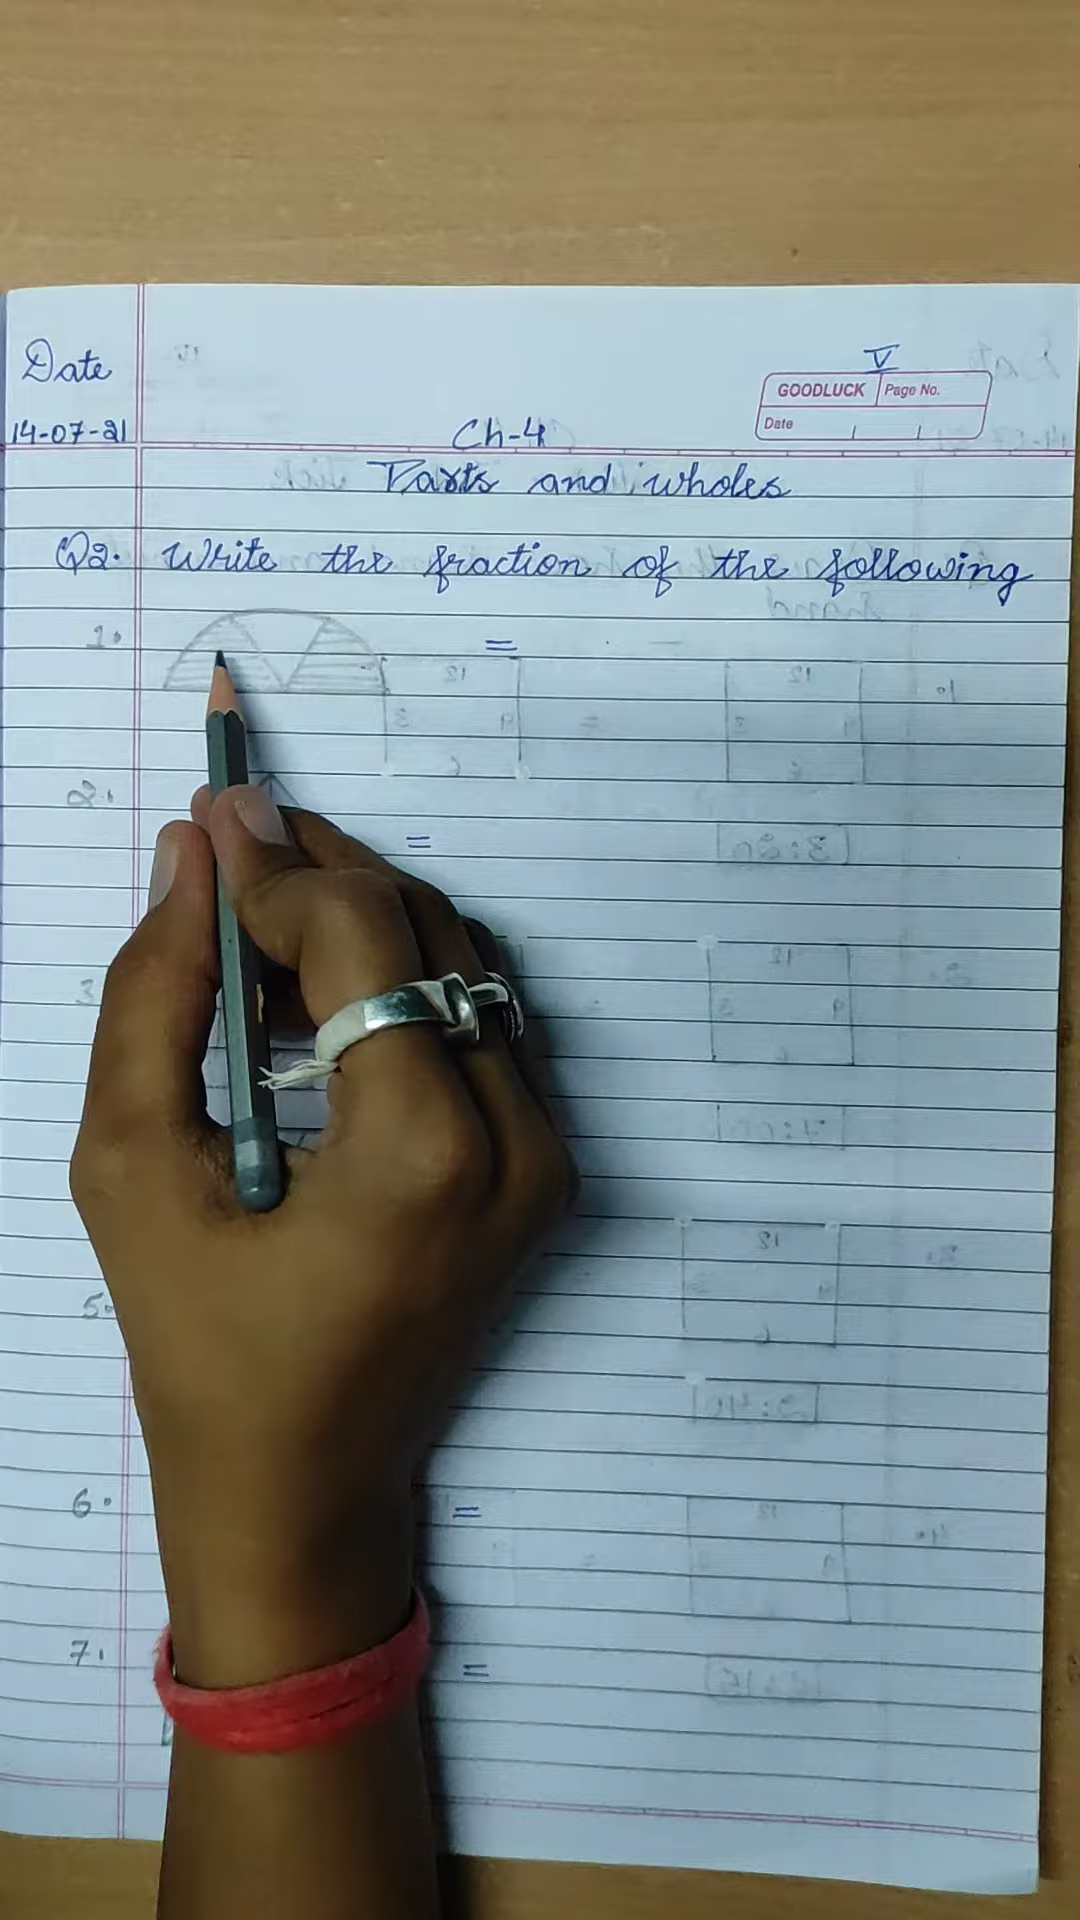 Date
V
GOODLUCK Page No.
Date
14-07-21
Ch-4
Parts and wholes
Q2. Write the fraction of the following
1. =
2. =
3
5.
6. =
7. =